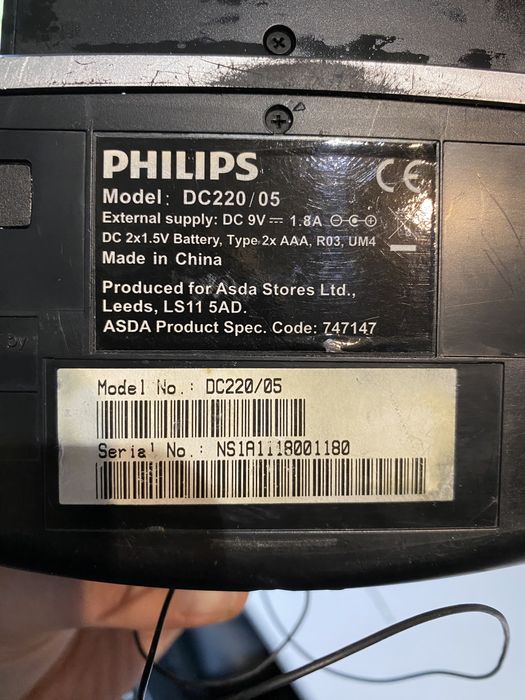 PHILIPS
CE
Model: DC220/05
External supply: DC 9V ⎓ 1.8A
DC 2x1.5V Battery, Type 2x AAA, R03, UM4
Made in China
Produced for Asda Stores Ltd.,
Leeds, LS11 5AD.
ASDA Product Spec. Code: 747147
Model No.: DC220/05
Serial No.: NS1A1118001180